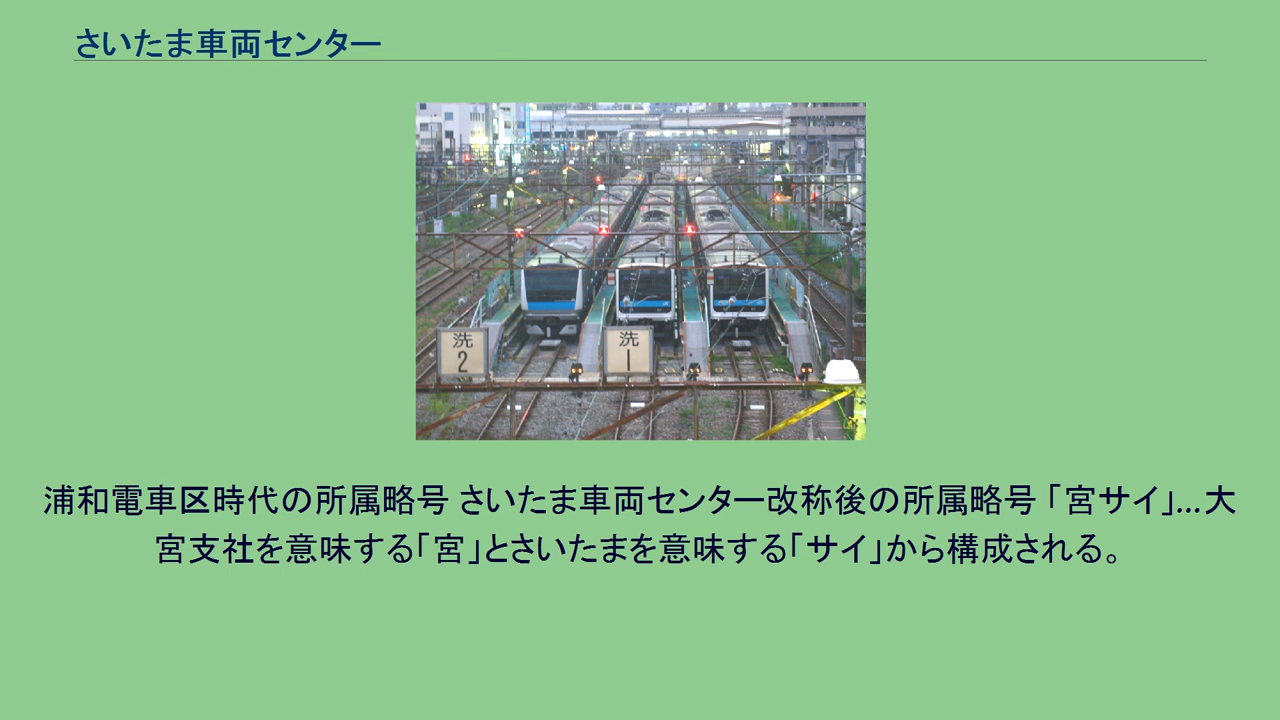 さいたま車両センター
洗
2
洗
1
浦和電車区時代の所属略号 さいたま車両センター改称後の所属略号 「宮サイ」...大
宮支社を意味する「宮」とさいたまを意味する「サイ」から構成される。